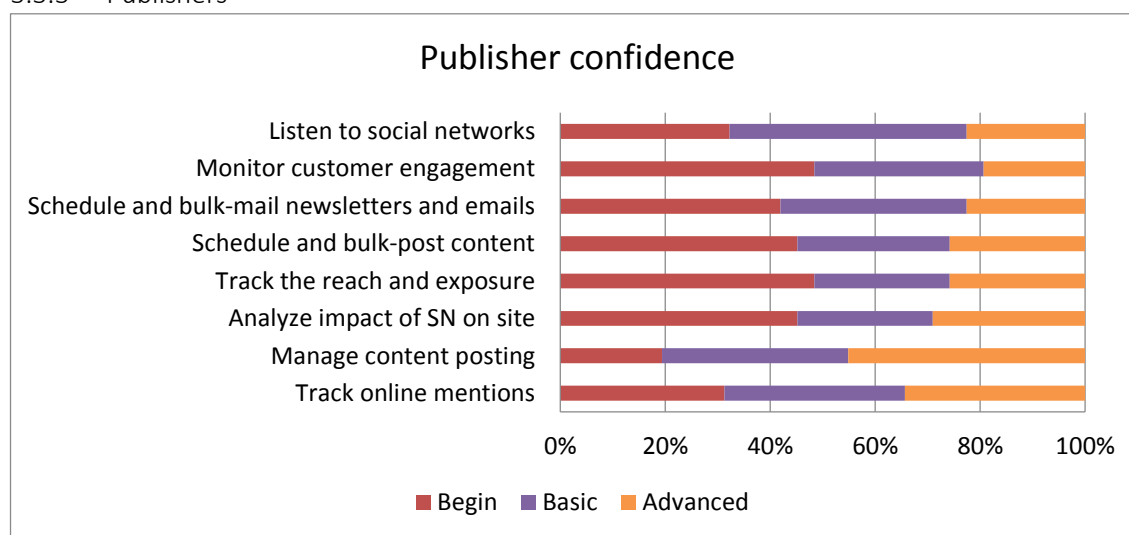 Publisher confidence
Listen to social networks
Monitor customer engagement
Schedule and bulk-mail newsletters and emails
Schedule and bulk-post content
Track the reach and exposure
Analyze impact of SN on site
Manage content posting
Track online mentions
0% 20% 40% 60% 80% 100%
Begin Basic Advanced